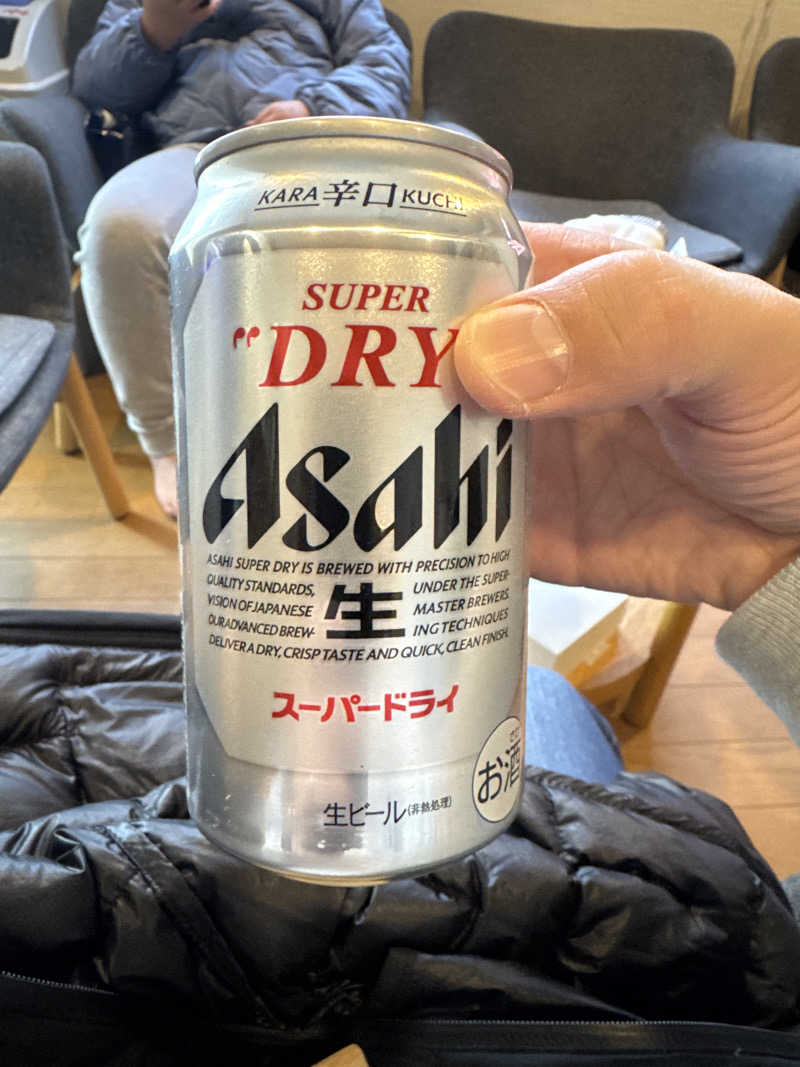 KARA 辛口 KUCHI
SUPER
"DRY
Asahi
ASAHI SUPER DRY IS BREWED WITH PRECISION TO HIGH
QUALITY STANDARDS, UNDER THE SUPER-
VISION OF JAPANESE MASTER BREWERS.
OUR ADVANCED BREW- 生 ING TECHNIQUES
DELIVER A DRY, CRISP TASTE AND QUICK, CLEAN FINISH.
スーパードライ
お酒
生ビール(非熱処理)